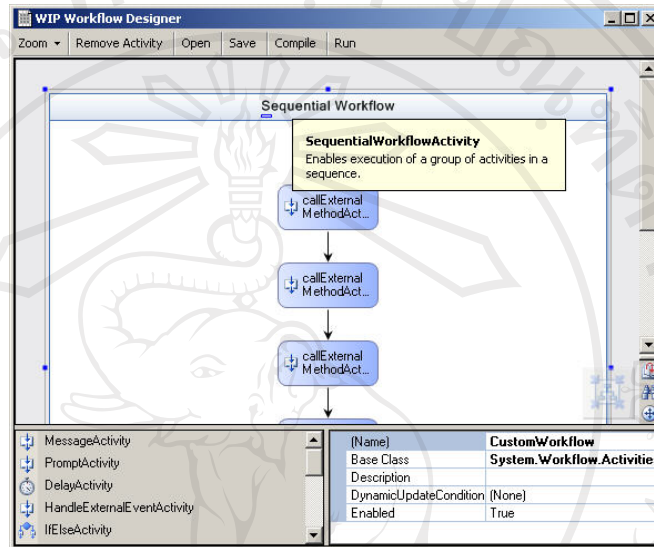 WIP Workflow Designer
Zoom Remove Activity Open Save Compile Run
Sequential Workflow
SequentialWorkflowActivity
Enables execution of a group of activities in a
sequence.
callExternal
MethodAct...
callExternal
MethodAct...
callExternal
MethodAct...
MessageActivity
PromptActivity
DelayActivity
HandleExternalEventActivity
IfElseActivity
(Name) CustomWorkflow
Base Class System.Workflow.Activitie
Description
DynamicUpdateCondition (None)
Enabled True